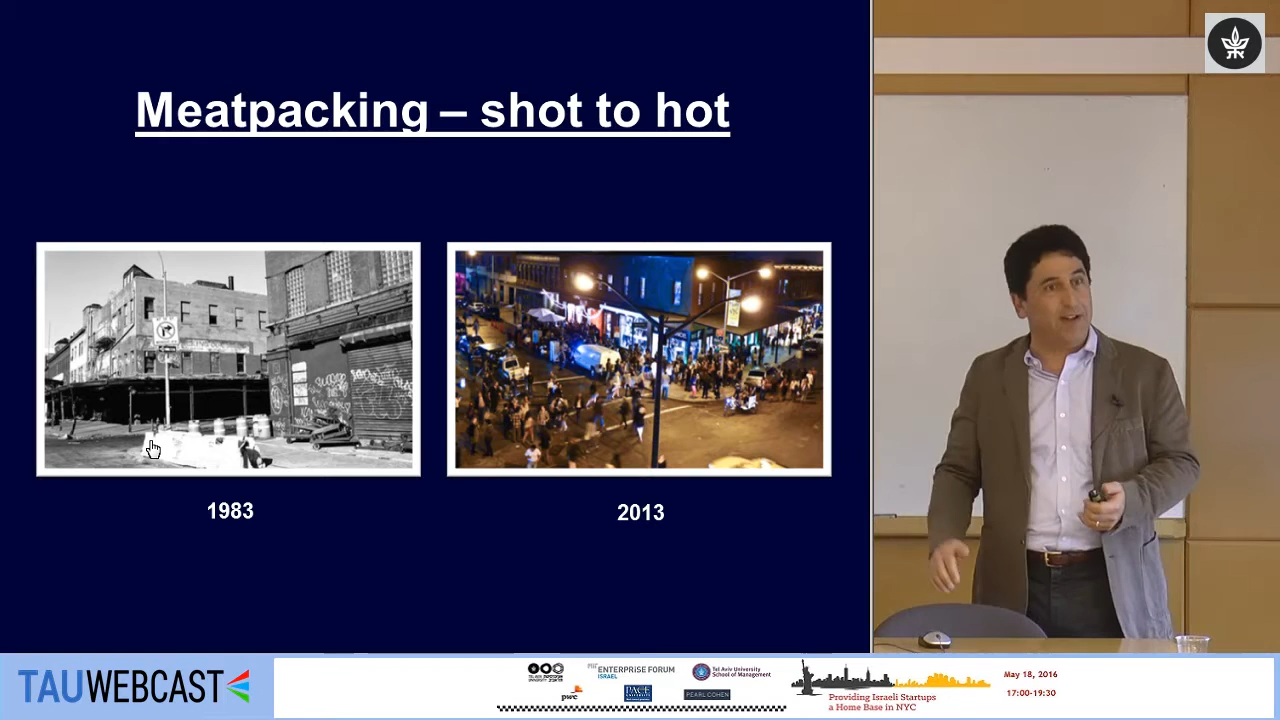 Meatpacking – shot to hot
1983
2013
TAUWEBCAST
MIT
ENTERPRISE FORUM
ISRAEL
Tel Aviv University
School of Management
pwc
PACE
UNIVERSITY
PEARL COHEN
Providing Israeli Startups
a Home Base in NYC
May 18, 2016
17:00-19:30